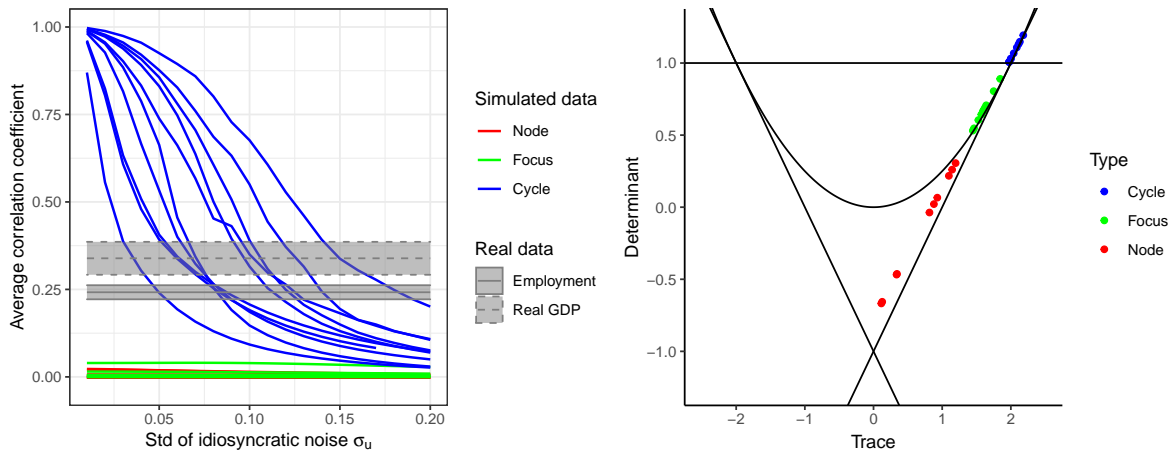 Average correlation coefficient
1.00
0.75
0.50
0.25
0.00
0.05
0.10
0.15
0.20
Std of idiosyncratic noise σu
Simulated data
Node
Focus
Cycle
Real data
Employment
Real GDP
Determinant
1.0
0.5
0.0
−0.5
−1.0
−2
−1
0
1
2
Trace
Type
Cycle
Focus
Node